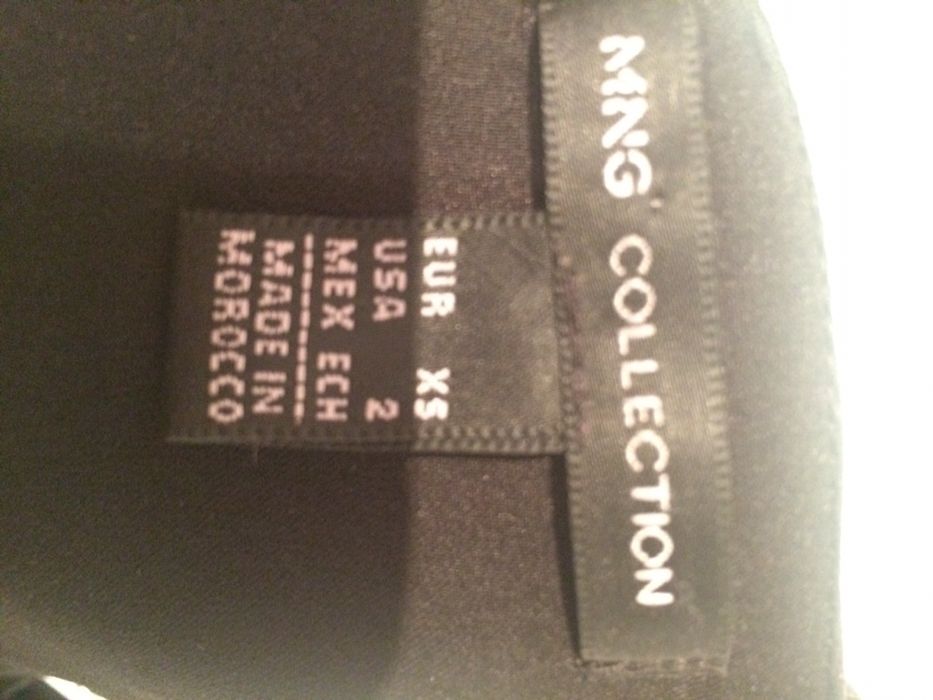 MNG COLLECTION
EUR XS
USA 2
MEX ECH
MADE IN
MOROCCO